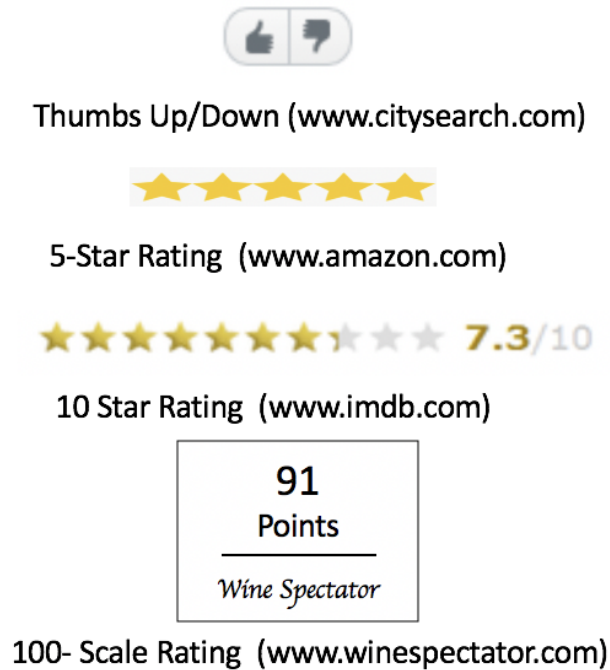 Thumbs Up/Down (www.citysearch.com)
5-Star Rating (www.amazon.com)
7.3/10
10 Star Rating (www.imdb.com)
91
Points
Wine Spectator
100- Scale Rating (www.winespectator.com)